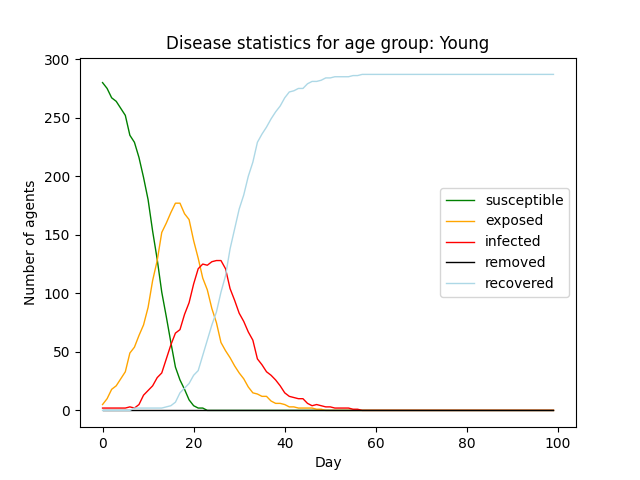 Disease statistics for age group: Young
Number of agents
300
250
200
150
100
50
0
susceptible
exposed
infected
removed
recovered
0 20 40 60 80 100
Day